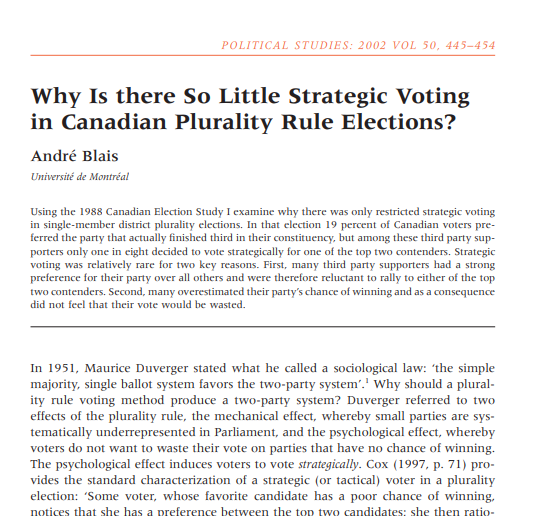 POLITICAL STUDIES: 2002 VOL 50, 445–454
Why Is there So Little Strategic Voting
in Canadian Plurality Rule Elections?
André Blais
Université de Montréal
Using the 1988 Canadian Election Study I examine why there was only restricted strategic voting
in single-member district plurality elections. In that election 19 percent of Canadian voters pre-
ferred the party that actually finished third in their constituency, but among these third party sup-
porters only one in eight decided to vote strategically for one of the top two contenders. Strategic
voting was relatively rare for two key reasons. First, many third party supporters had a strong
preference for their party over all others and were therefore reluctant to rally to either of the top
two contenders. Second, many overestimated their party's chance of winning and as a consequence
did not feel that their vote would be wasted.
In 1951, Maurice Duverger stated what he called a sociological law: 'the simple
majority, single ballot system favors the two-party system'.1 Why should a plural-
ity rule voting method produce a two-party system? Duverger referred to two
effects of the plurality rule, the mechanical effect, whereby small parties are sys-
tematically underrepresented in Parliament, and the psychological effect, whereby
voters do not want to waste their vote on parties that have no chance of winning.
The psychological effect induces voters to vote strategically. Cox (1997, p. 71) pro-
vides the standard characterization of a strategic (or tactical) voter in a plurality
election: 'Some voter, whose favorite candidate has a poor chance of winning,
notices that she has a preference between the top two candidates; she then ratio-